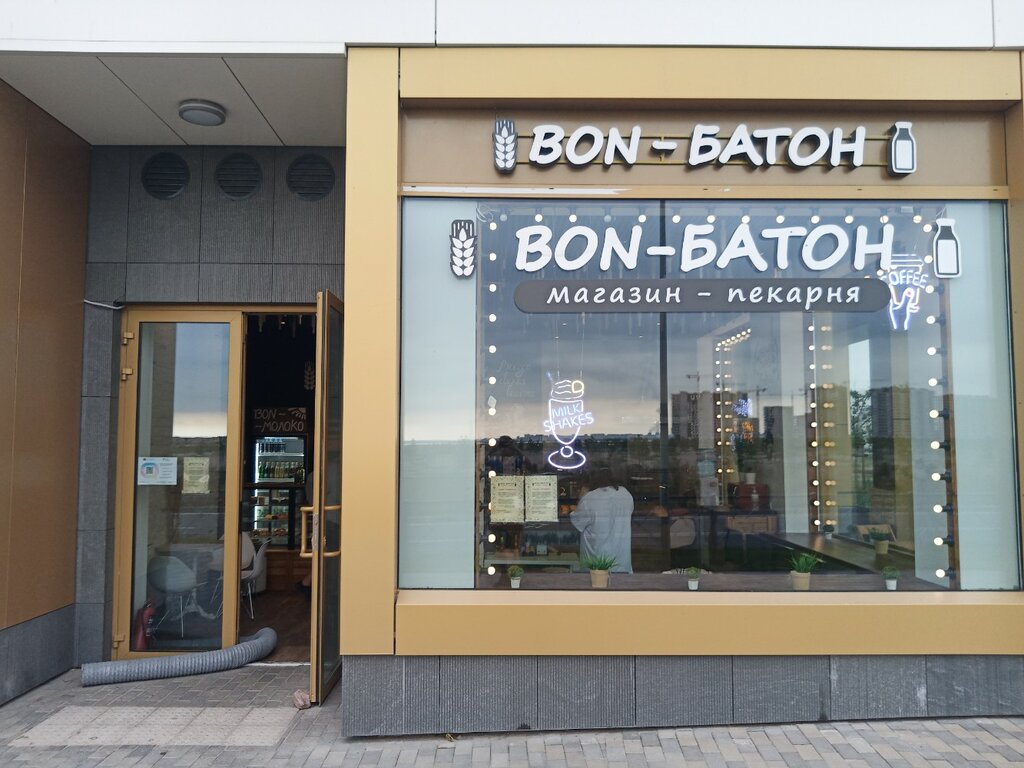 BON - БАТОН
BON-БАТОН
магазин - пекарня
COFFEE
MILK
SHAKES
BON -
- МОЛОКО